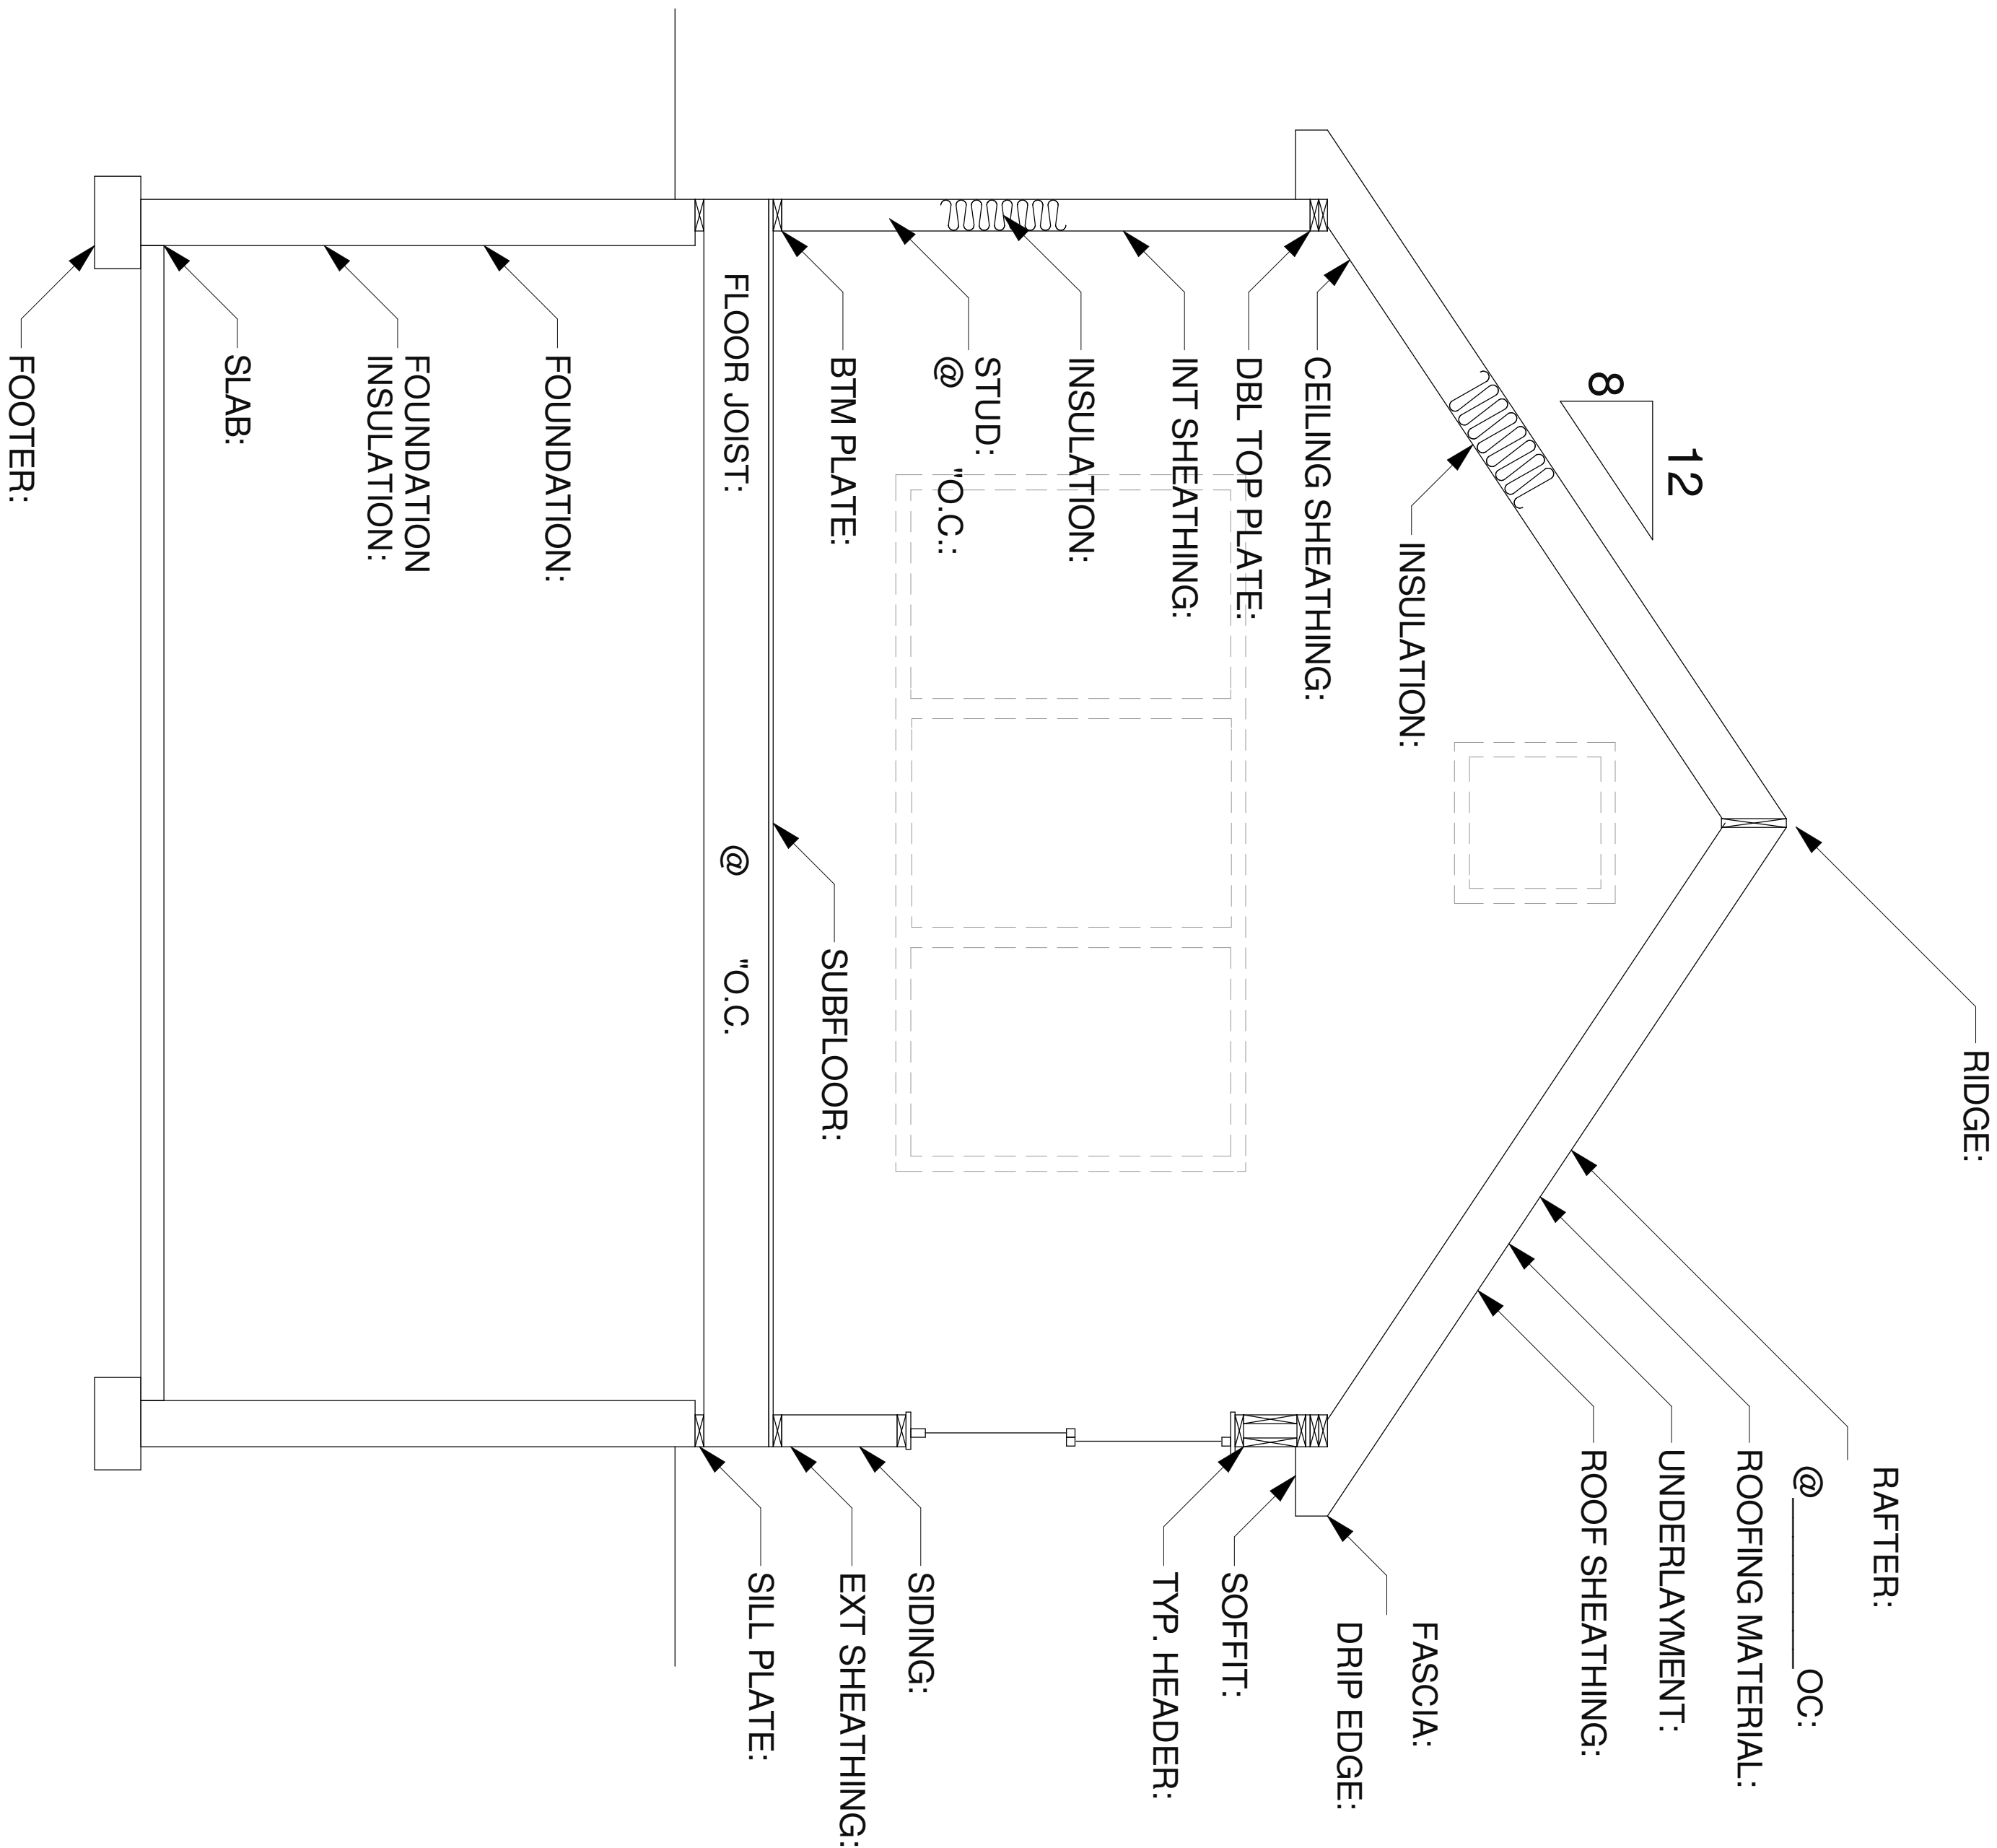 RIDGE:
12
8
RAFTER:
@ ________ OC:
ROOFING MATERIAL:
UNDERLAYMENT:
ROOF SHEATHING:
INSULATION:
FASCIA:
DRIP EDGE:
CEILING SHEATHING:
DBL TOP PLATE:
SOFFIT:
INT SHEATHING:
TYP. HEADER:
INSULATION:
STUD:
@ "O.C.:
SIDING:
BTM PLATE:
SUBFLOOR:
EXT SHEATHING:
SILL PLATE:
FLOOR JOIST: @ "O.C.
FOUNDATION:
FOUNDATION
INSULATION:
SLAB:
FOOTER: